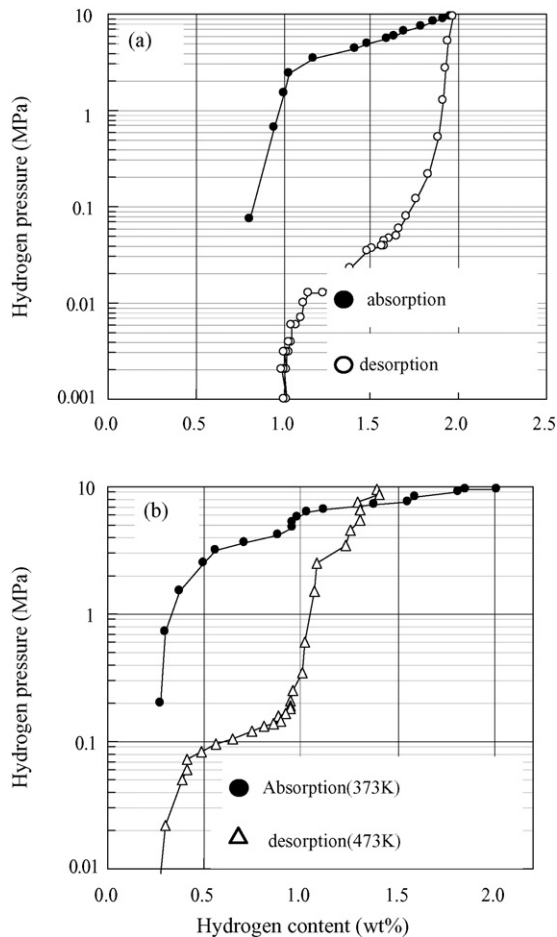 (a)
Hydrogen pressure (MPa)
10
1
0.1
0.01
0.001
absorption
desorption
0.0 0.5 1.0 1.5 2.0 2.5
(b)
Hydrogen pressure (MPa)
10
1
0.1
0.01
Absorption(373K)
desorption(473K)
0.0 0.5 1.0 1.5 2.0
Hydrogen content (wt%)